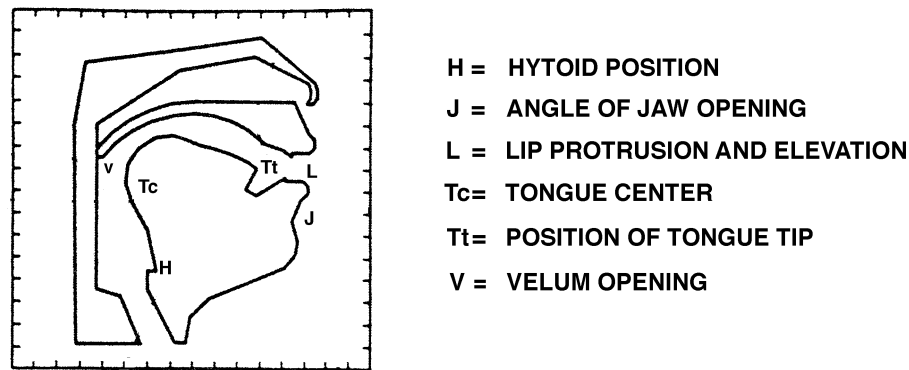 H = HYTOID POSITION
J = ANGLE OF JAW OPENING
L = LIP PROTRUSION AND ELEVATION
Tc= TONGUE CENTER
Tt= POSITION OF TONGUE TIP
V = VELUM OPENING
V
Tt
L
Tc
J
H